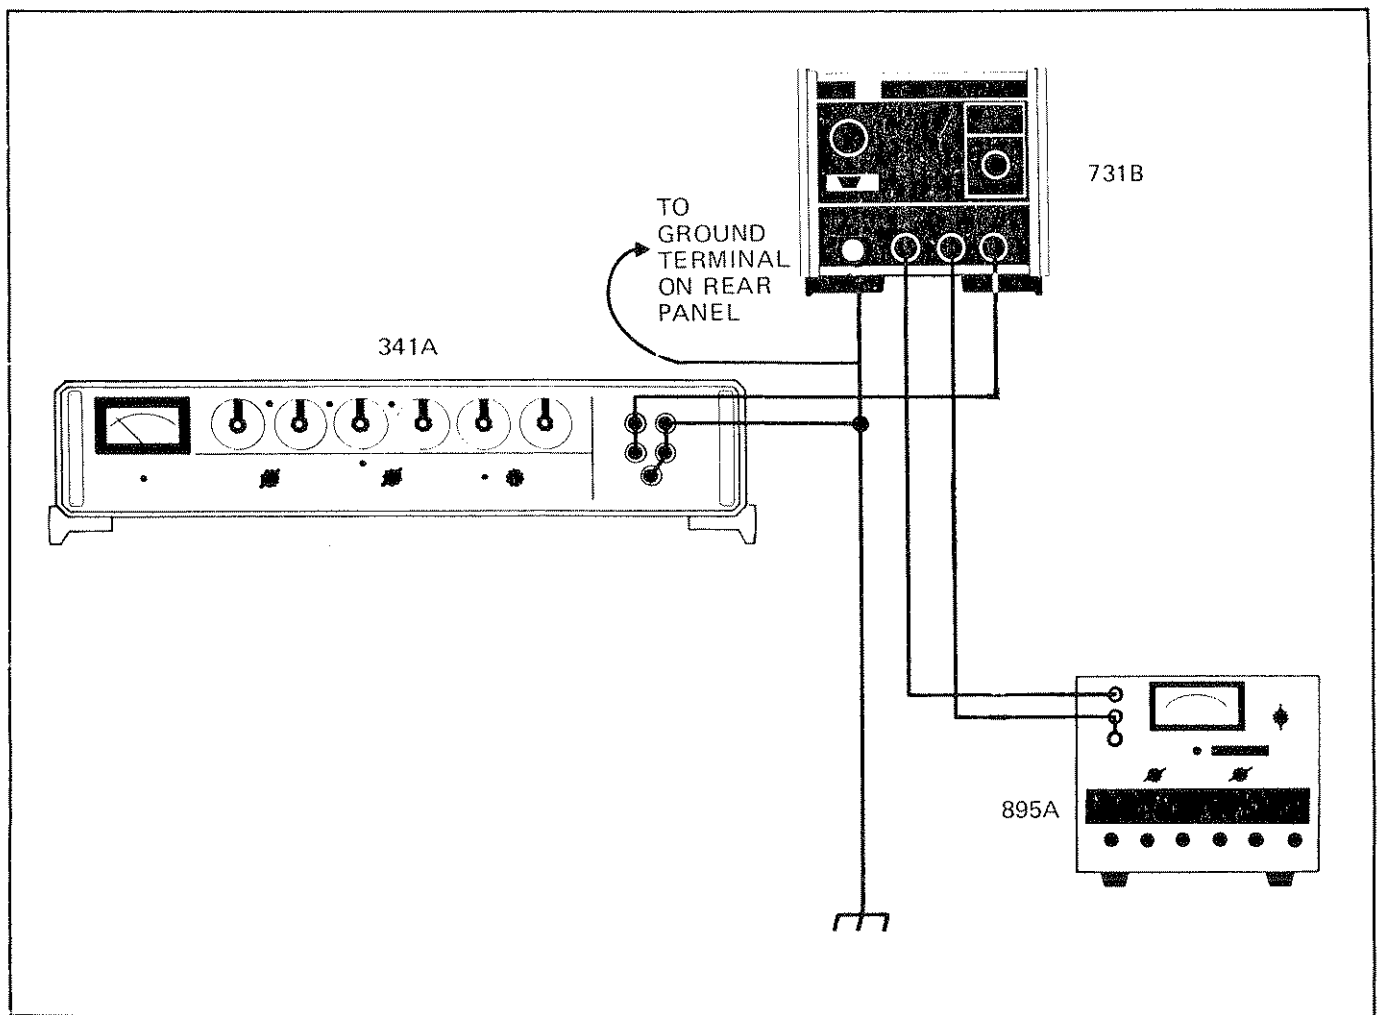 731B
TO
GROUND
TERMINAL
ON REAR
PANEL
341A
895A